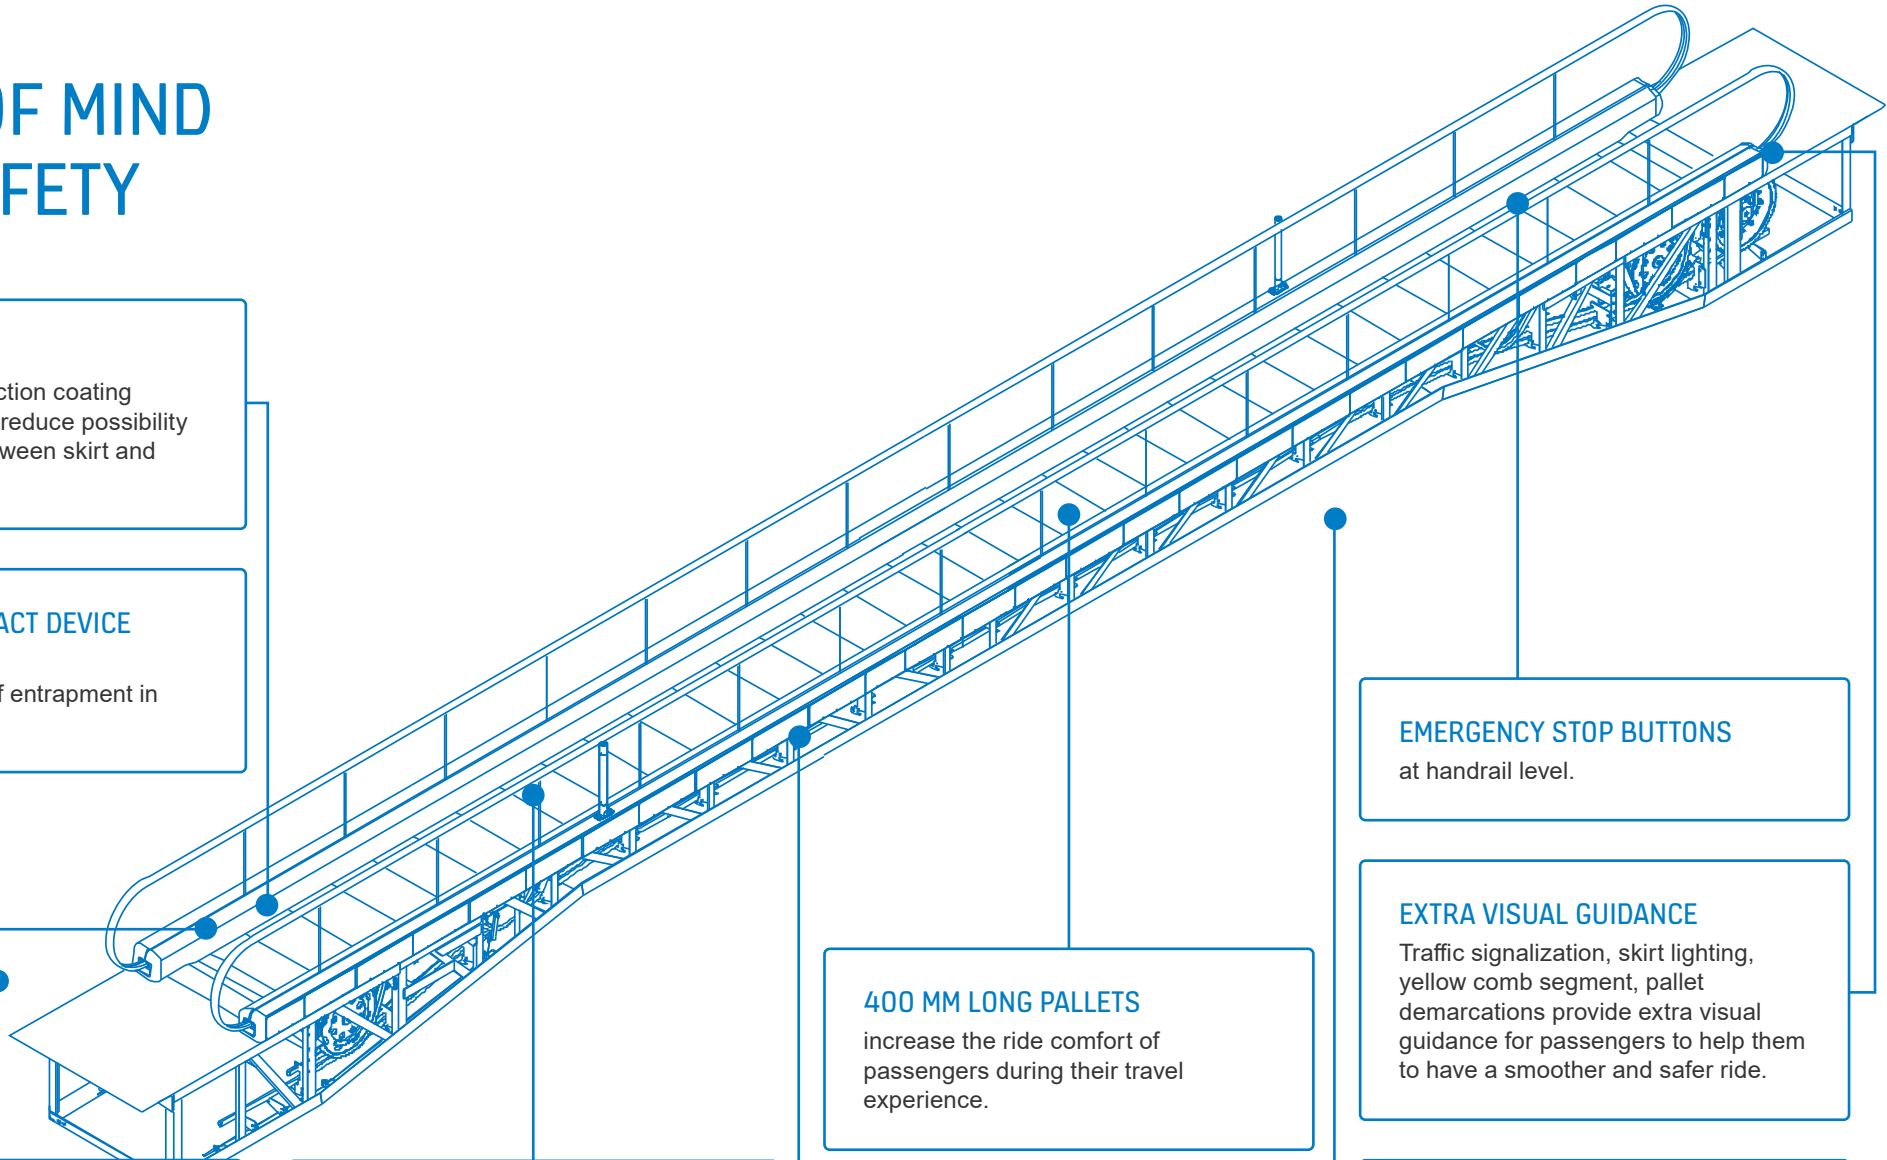 OF MIND
FETY
ction coating
reduce possibility
ween skirt and
ACT DEVICE
f entrapment in
EMERGENCY STOP BUTTONS
at handrail level.
EXTRA VISUAL GUIDANCE
Traffic signalization, skirt lighting,
yellow comb segment, pallet
demarcations provide extra visual
guidance for passengers to help them
to have a smoother and safer ride.
400 MM LONG PALLETS
increase the ride comfort of
passengers during their travel
experience.